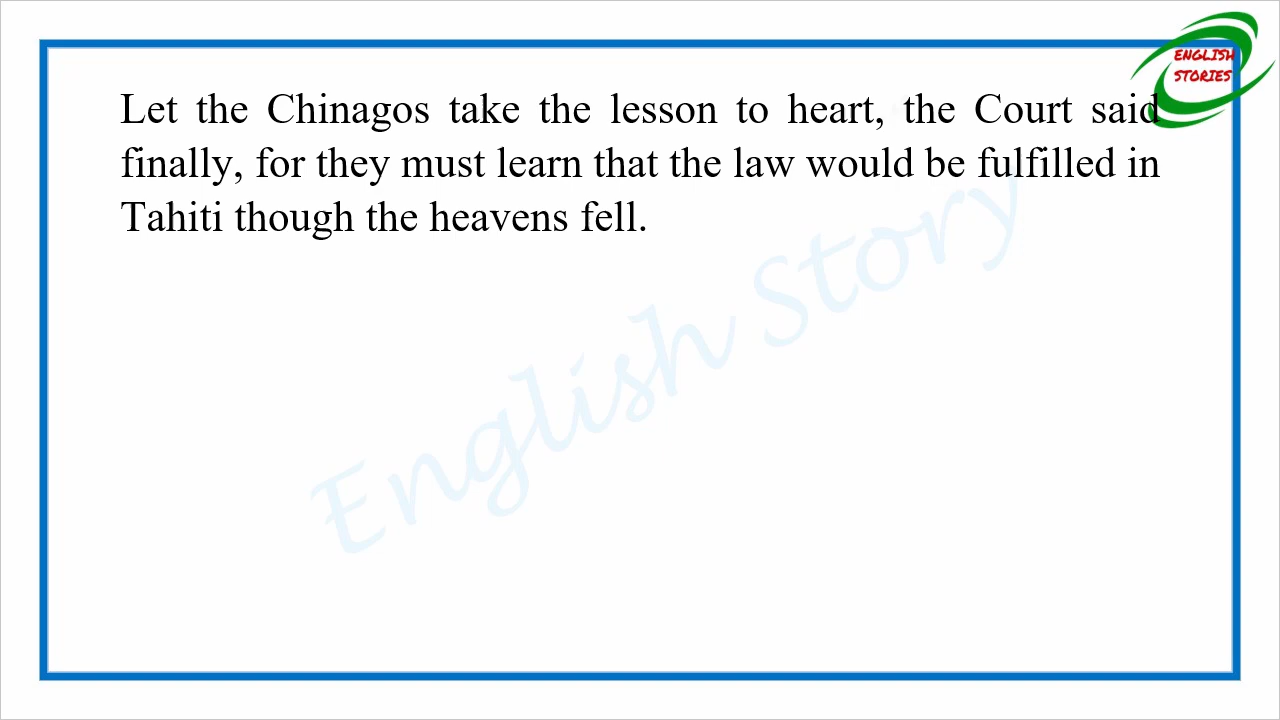 ENGLISH
STORIES
Let the Chinagos take the lesson to heart, the Court said
finally, for they must learn that the law would be fulfilled in
Tahiti though the heavens fell.
English Story